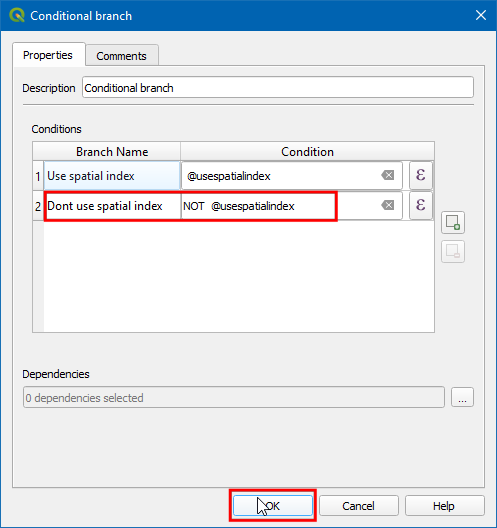 Conditional branch
Properties
Comments
Description
Conditional branch
Conditions
Branch Name
Condition
1 Use spatial index @usespatialindex ε
2 Dont use spatial index NOT @usespatialindex ε
Dependencies
0 dependencies selected
...
OK
Cancel
Help